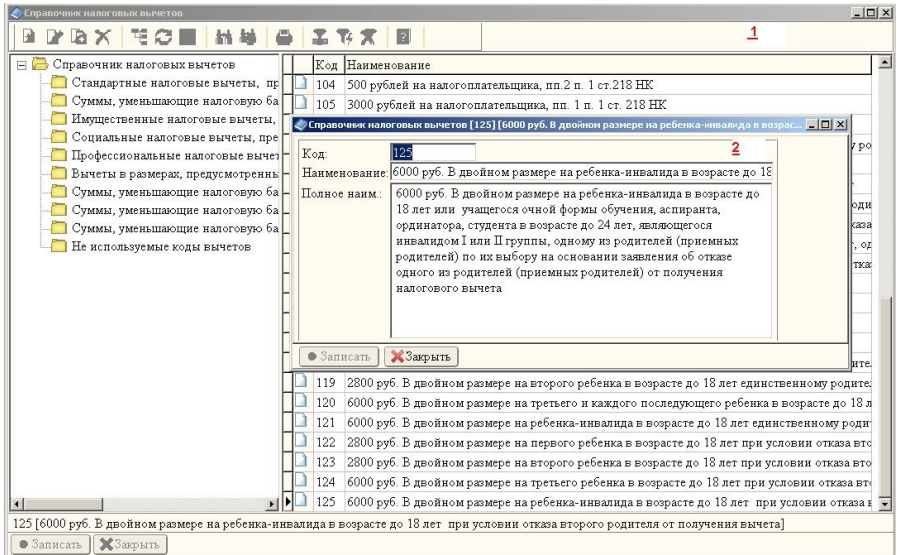 Справочник налоговых вычетов
1
Справочник налоговых вычетов
Стандартные налоговые вычеты, пр
Суммы, уменьшающие налоговую ба
Имущественные налоговые вычеты,
Социальные налоговые вычеты, пре
Профессиональные налоговые вычет
Вычеты в размерах, предусмотренны
Суммы, уменьшающие налоговую ба
Суммы, уменьшающие налоговую ба
Суммы, уменьшающие налоговую ба
Не используемые коды вычетов
Код Наименование
104 500 рублей на налогоплательщика, пп.2 п. 1 ст.218 НК
105 3000 рублей на налогоплательщика, пп. 1 п. 1 ст. 218 НК
Справочник налоговых вычетов [125] [6000 руб. В двойном размере на ребенка-инвалида в возрас...
2
Код: 125
Наименование: 6000 руб. В двойном размере на ребенка-инвалида в возрасте до 18
Полное наим.: 6000 руб. В двойном размере на ребенка-инвалида в возрасте до
18 лет или учащегося очной формы обучения, аспиранта,
ординатора, студента в возрасте до 24 лет, являющегося
инвалидом I или II группы, одному из родителей (приемных
родителей) по их выбору на основании заявления об отказе
одного из родителей (приемных родителей) от получения
налогового вычета
Записать Закрыть
119 2800 руб. В двойном размере на второго ребенка в возрасте до 18 лет единственному родите
120 6000 руб. В двойном размере на третьего и каждого последующего ребенка в возрасте до 18 л
121 6000 руб. В двойном размере на ребенка-инвалида в возрасте до 18 лет единственному роди
122 2800 руб. В двойном размере на первого ребенка в возрасте до 18 лет при условии отказа вто
123 2800 руб. В двойном размере на второго ребенка в возрасте до 18 лет при условии отказа вто
124 6000 руб. В двойном размере на третьего ребенка в возрасте до 18 лет при условии отказа вт
125 6000 руб. В двойном размере на ребенка-инвалида в возрасте до 18 лет при условии отказа в
125 [6000 руб. В двойном размере на ребенка-инвалида в возрасте до 18 лет при условии отказа второго родителя от получения вычета]
Записать Закрыть